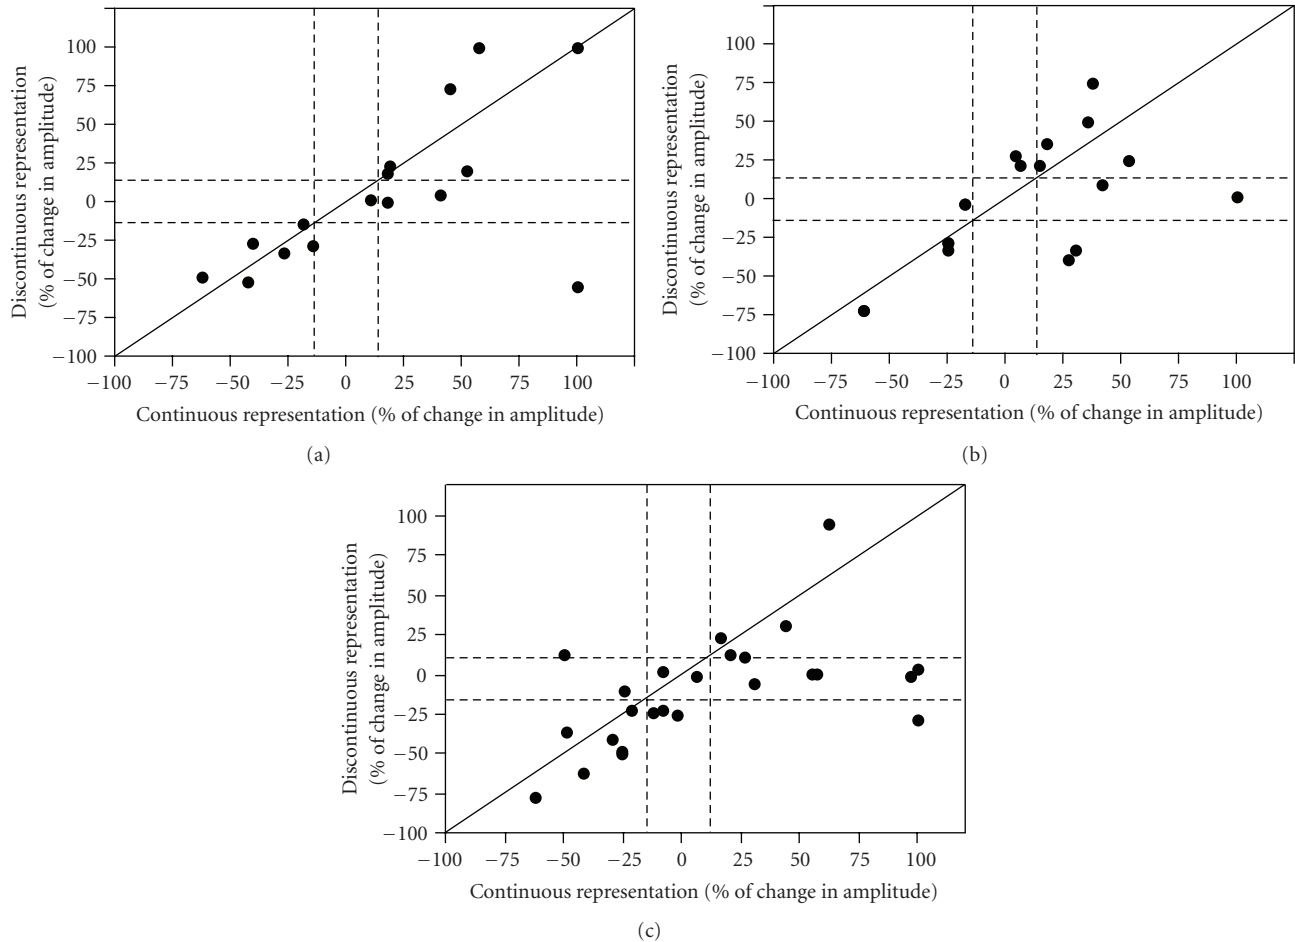 Discontinuous representation
(% of change in amplitude)
100
75
50
25
0
−25
−50
−75
−100
−100 −75 −50 −25 0 25 50 75 100
Continuous representation (% of change in amplitude)
(a)
Discontinuous representation
(% of change in amplitude)
100
75
50
25
0
−25
−50
−75
−100
−100 −75 −50 −25 0 25 50 75 100
Continuous representation (% of change in amplitude)
(b)
Discontinuous representation
(% of change in amplitude)
100
75
50
25
0
−25
−50
−75
−100
−100 −75 −50 −25 0 25 50 75 100
Continuous representation (% of change in amplitude)
(c)